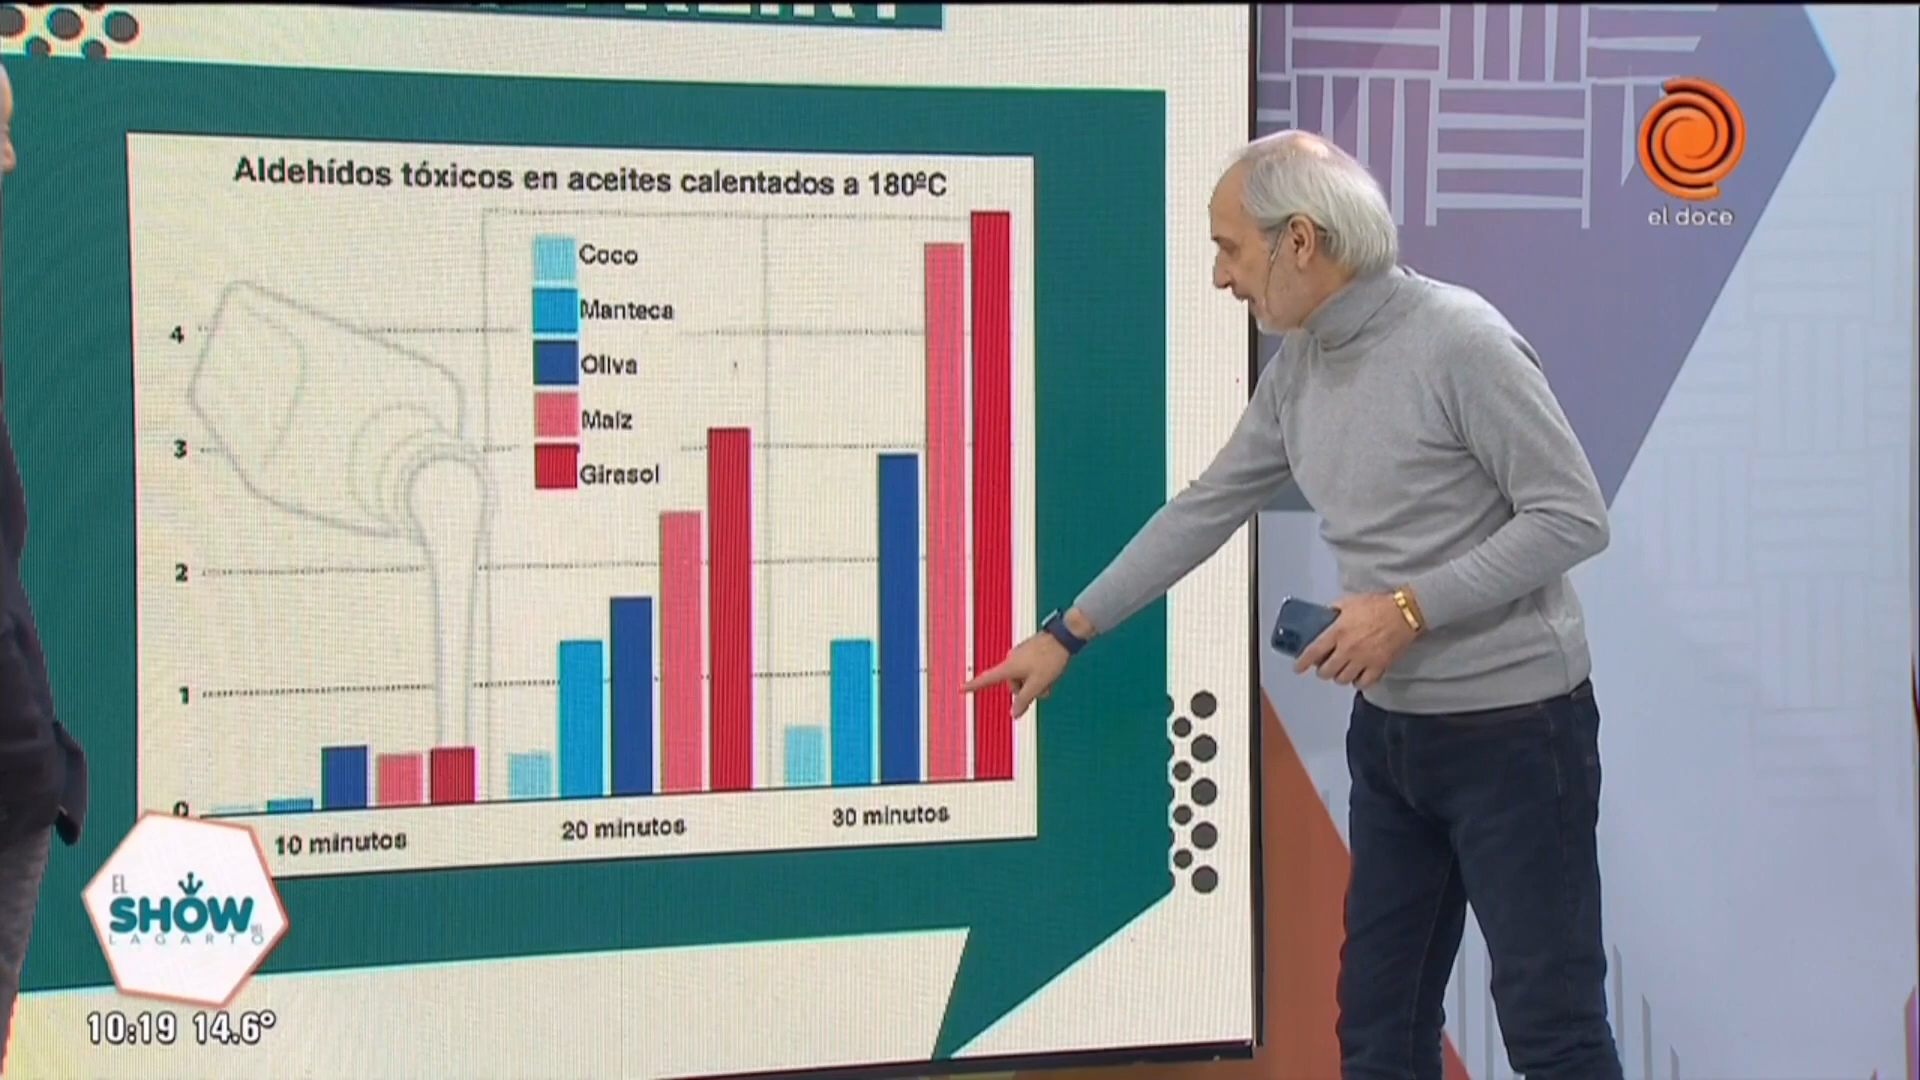 Aldehídos tóxicos en aceites calentados a 180ºC
Coco
Manteca
Oliva
Maíz
Girasol
4
3
2
1
0
10 minutos
20 minutos
30 minutos
el doce
EL
SHOW
DEL
LAGARTO
10:19 14.6°